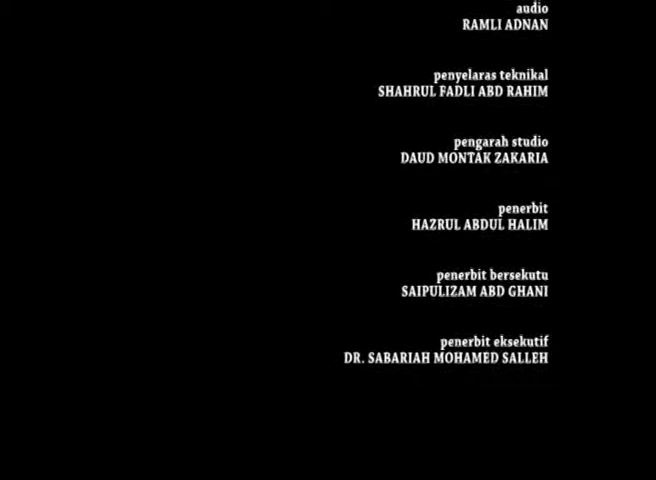 audio
RAMLI ADNAN
penyelaras teknikal
SHAHRUL FADLI ABD RAHIM
pengarah studio
DAUD MONTAK ZAKARIA
penerbit
HAZRUL ABDUL HALIM
penerbit bersekutu
SAIPULIZAM ABD GHANI
penerbit eksekutif
DR. SABARIAH MOHAMED SALLEH